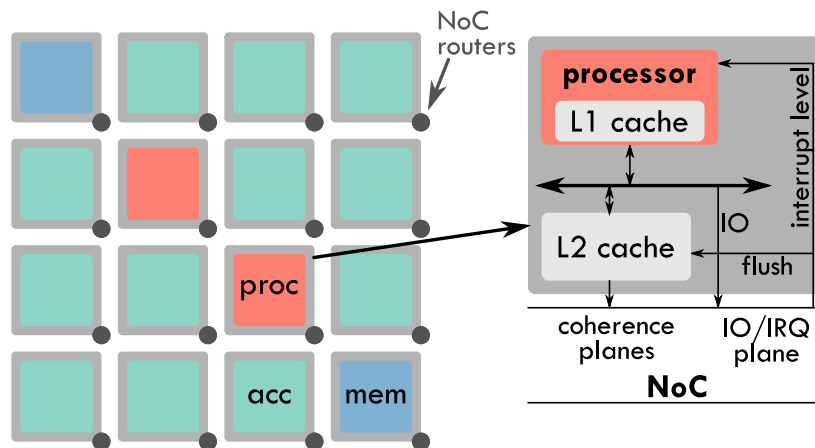 NoC
routers
proc
acc
mem
processor
L1 cache
interrupt level
IO
L2 cache
flush
coherence
planes
IO/IRQ
plane
NoC